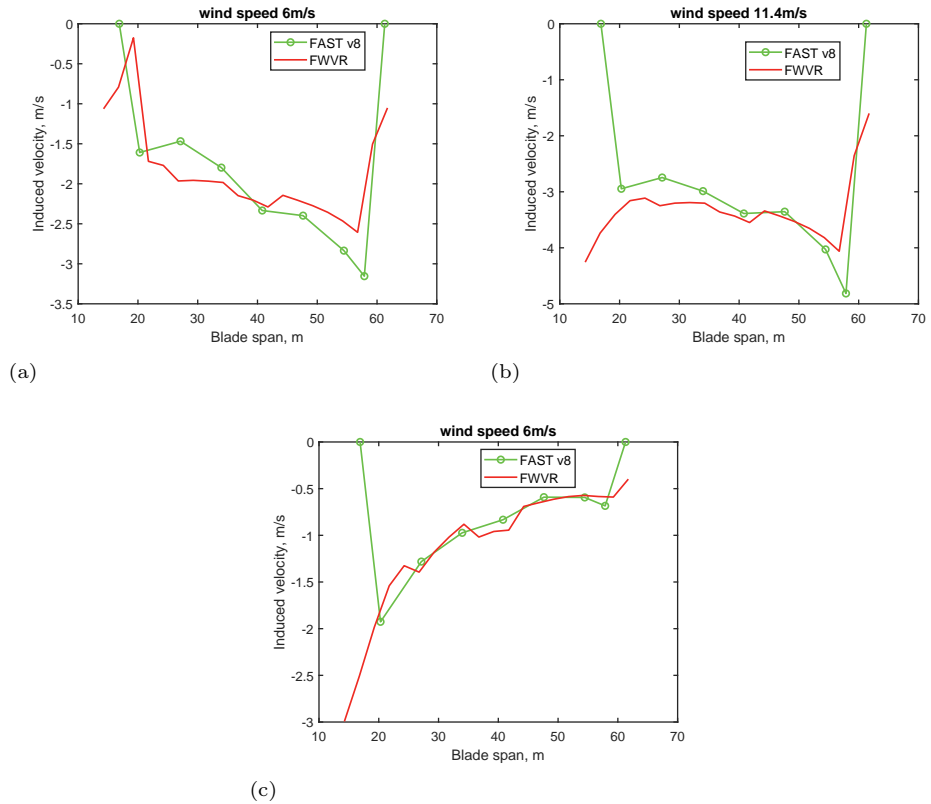 wind speed 6m/s
0
-0.5
-1
-1.5
-2
-2.5
-3
-3.5
Induced velocity, m/s
FAST v8
FWVR
10 20 30 40 50 60 70
Blade span, m
(a)
wind speed 11.4m/s
0
-1
-2
-3
-4
-5
Induced velocity, m/s
FAST v8
FWVR
10 20 30 40 50 60 70
Blade span, m
(b)
wind speed 6m/s
0
-0.5
-1
-1.5
-2
-2.5
-3
Induced velocity, m/s
FAST v8
FWVR
10 20 30 40 50 60 70
Blade span, m
(c)